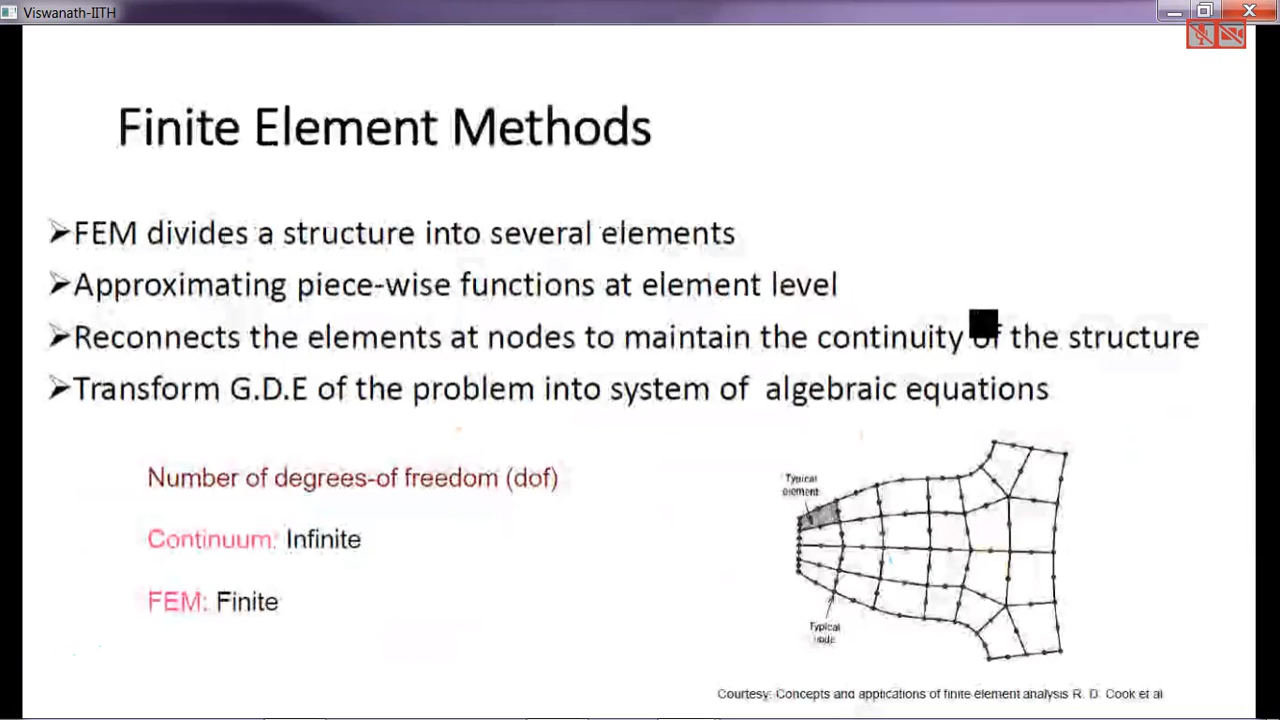 Viswanath-IITH
Finite Element Methods
➢FEM divides a structure into several elements
➢Approximating piece-wise functions at element level
➢Reconnects the elements at nodes to maintain the continuity of the structure
➢Transform G.D.E of the problem into system of algebraic equations
Number of degrees-of freedom (dof)
Continuum: Infinite
FEM: Finite
Typical
element
Typical
node
Courtesy: Concepts and applications of finite element analysis R. D. Cook et al